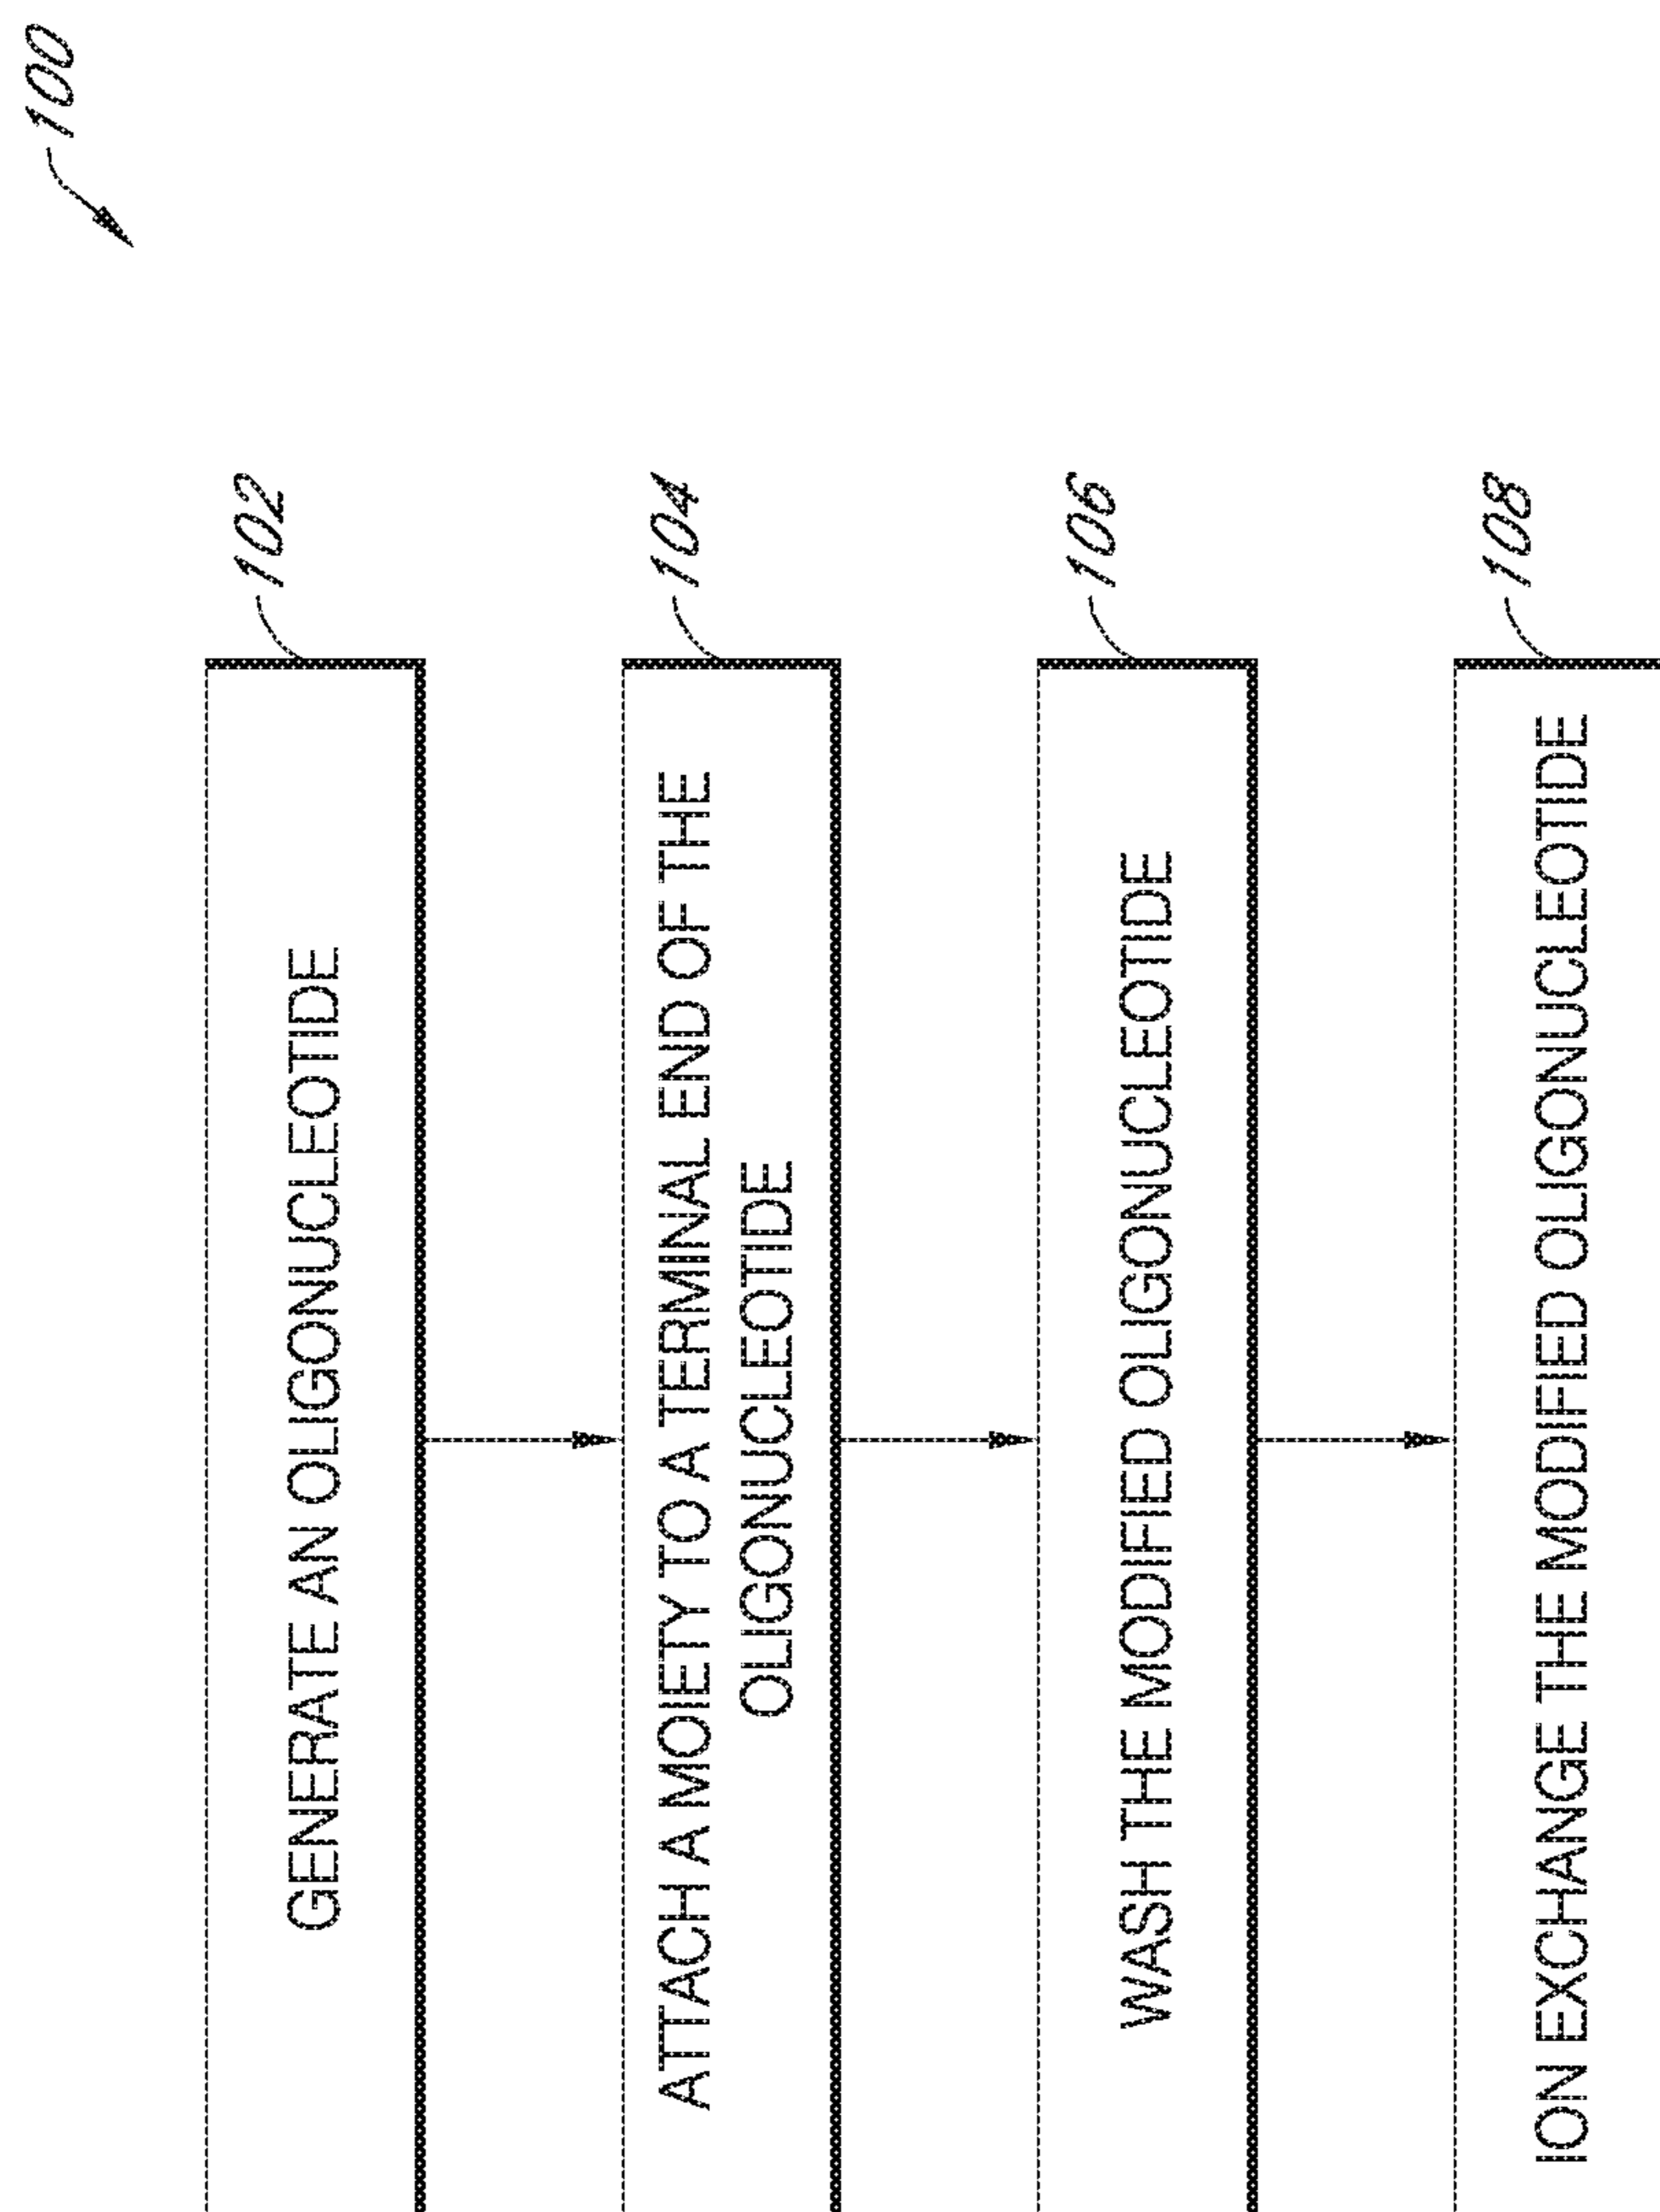 100
102
GENERATE AN OLIGONUCLEOTIDE
104
ATTACH A MOIETY TO A TERMINAL END OF THE
OLIGONUCLEOTIDE
106
WASH THE MODIFIED OLIGONUCLEOTIDE
108
ION EXCHANGE THE MODIFIED OLIGONUCLEOTIDE